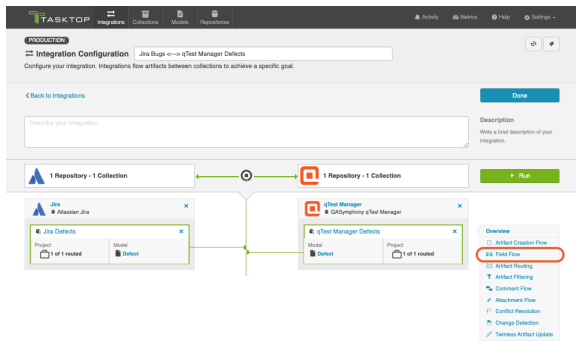 TASKTOP
Integrations
Collections
Models
Repositories
Activity
Metrics
Help
Settings
PRODUCTION
Integration Configuration
Jira Bugs <---> qTest Manager Defects
Configure your integration. Integrations flow artifacts between collections to achieve a specific goal.
Back to Integrations
Done
Describe your integration
Description
Write a brief description of your
integration.
1 Repository - 1 Collection
1 Repository - 1 Collection
Run
Jira
Atlassian Jira
Jira Defects
Project
1 of 1 routed
Model
Defect
qTest Manager
QASymphony qTest Manager
qTest Manager Defects
Model
Defect
Project
1 of 1 routed
Overview
Artifact Creation Flow
Field Flow
Artifact Routing
Artifact Filtering
Comment Flow
Attachment Flow
Conflict Resolution
Change Detection
Twinless Artifact Update